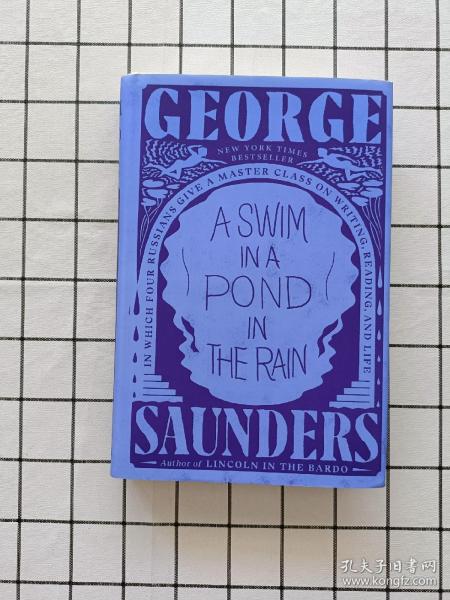 GEORGE
NEW YORK TIMES
BESTSELLER
IN WHICH FOUR RUSSIANS GIVE A MASTER CLASS ON WRITING, READING, AND LIFE
A SWIM
IN A
POND
IN
THE RAIN
SAUNDERS
Author of LINCOLN IN THE BARDO
孔夫子旧书网
www.kongfz.com